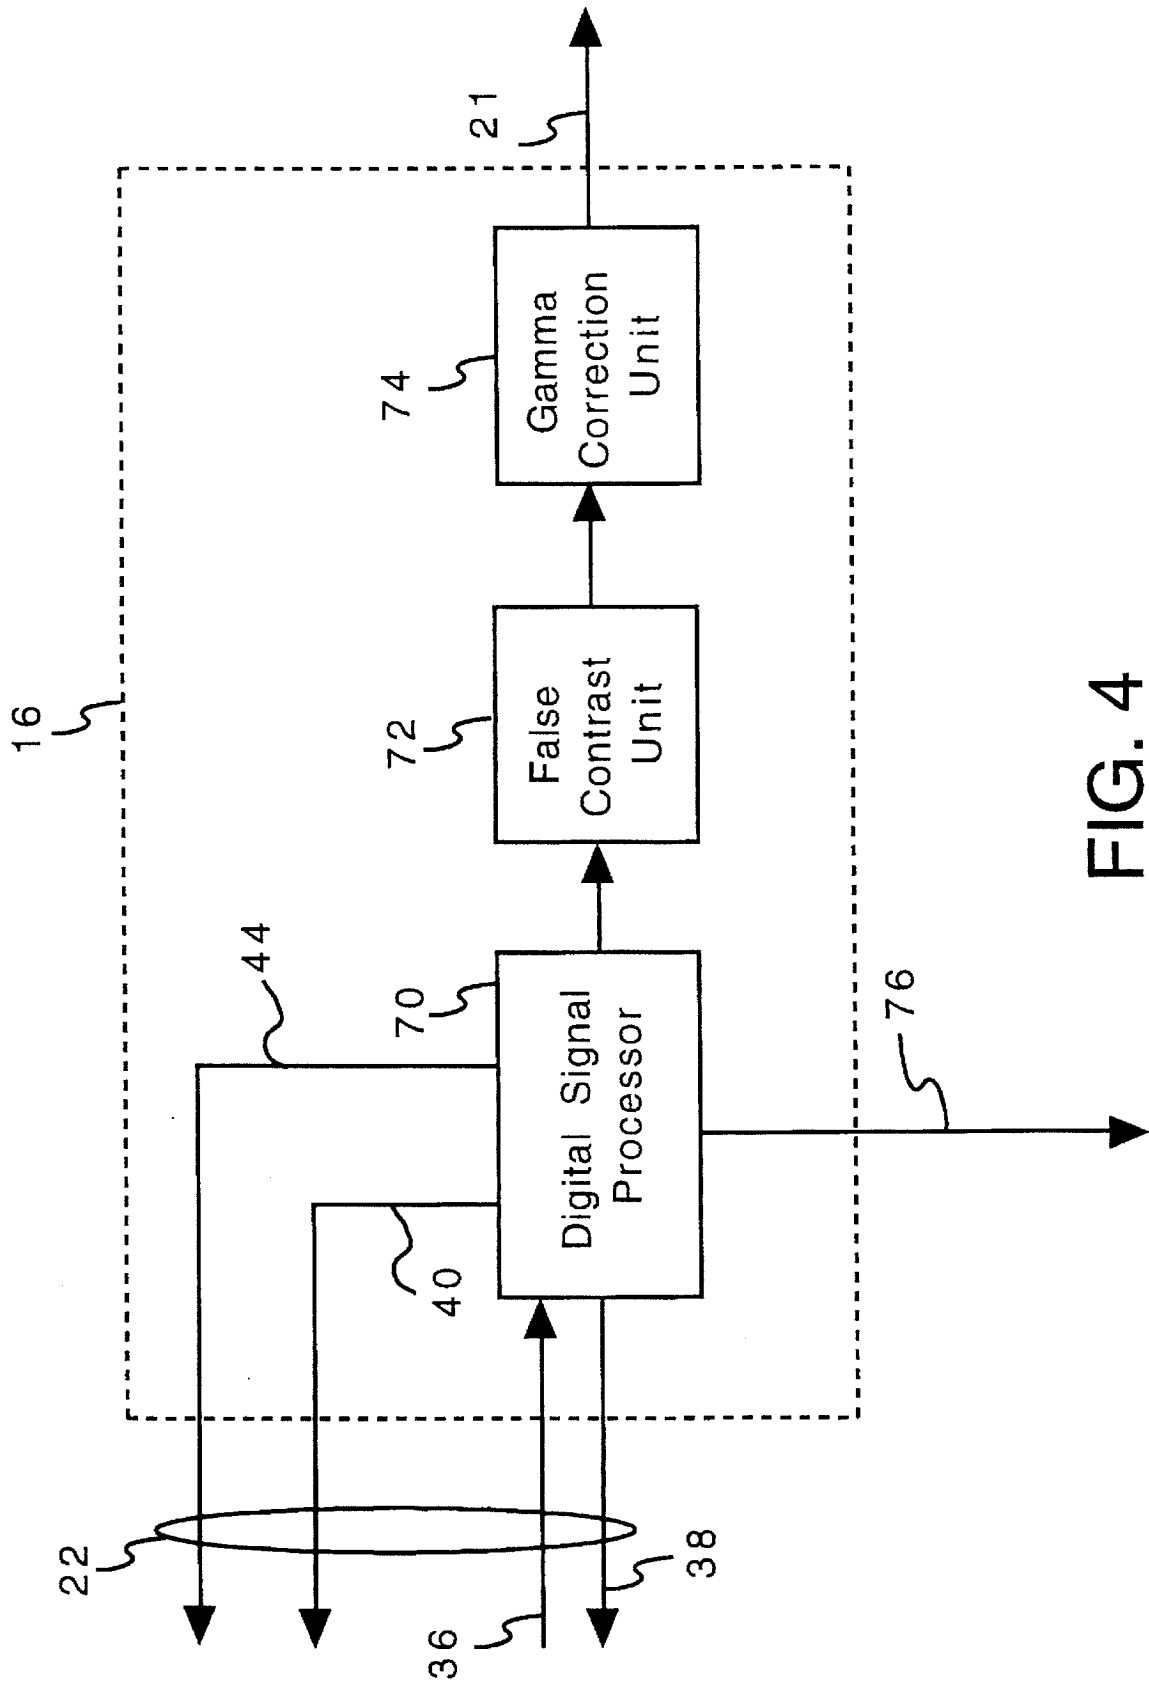 16
21
74
Gamma
Correction
Unit
72
False
Contrast
Unit
44
70
Digital Signal
Processor
40
76
22
36
38
FIG. 4